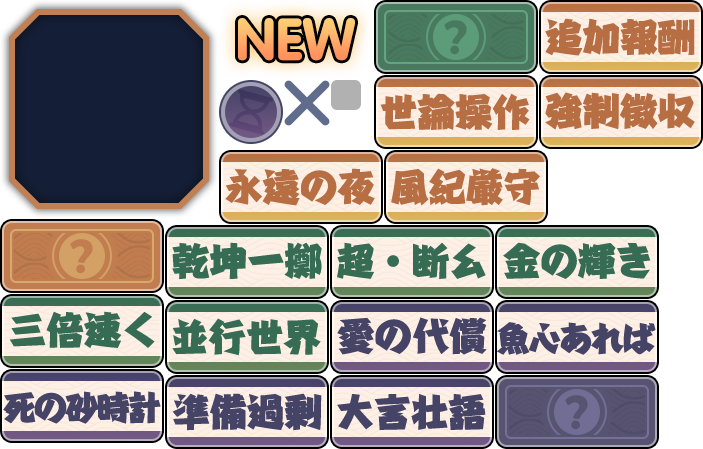 NEW
?
追加報酬
世論操作
強制徴収
永遠の夜
風紀厳守
?
乾坤一擲
超・断幺
金の輝き
三倍速く
並行世界
愛の代償
魚心あれば
死の砂時計
準備過剰
大言壮語
?